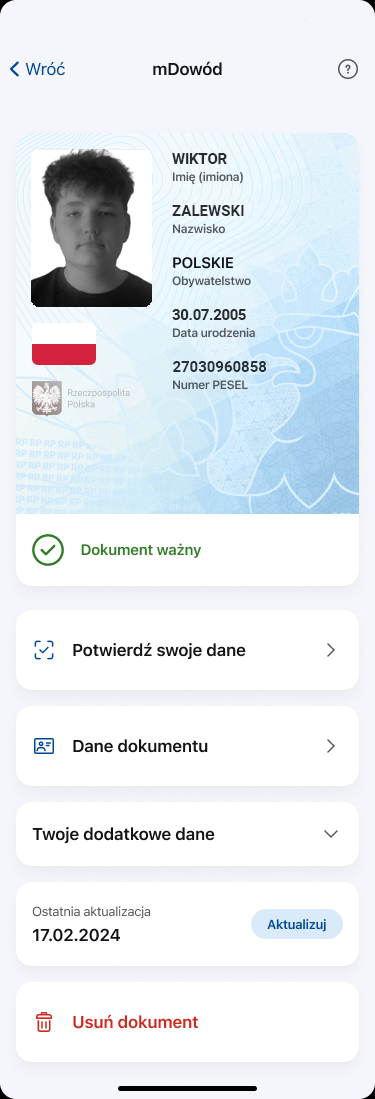 Wróć
mDowód
?
WIKTOR
Imię (imiona)
ZALEWSKI
Nazwisko
POLSKIE
Obywatelstwo
30.07.2005
Data urodzenia
27030960858
Numer PESEL
Rzeczpospolita
Polska
Dokument ważny
Potwierdź swoje dane
Dane dokumentu
Twoje dodatkowe dane
Ostatnia aktualizacja
17.02.2024
Aktualizuj
Usuń dokument